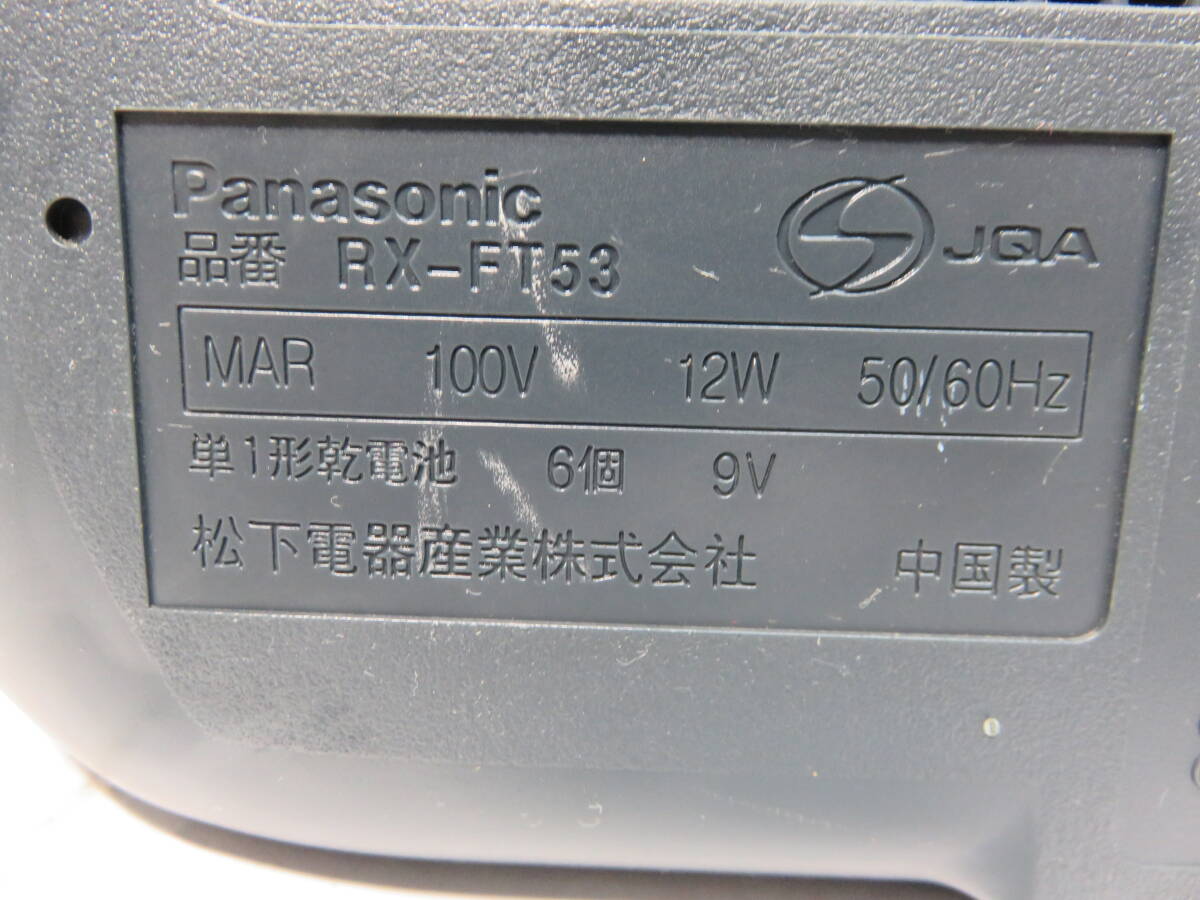 Panasonic
JQA
品番 RX-FT53
MAR 100V 12W 50/60Hz
単1形乾電池 6個 9V
松下電器産業株式会社 中国製